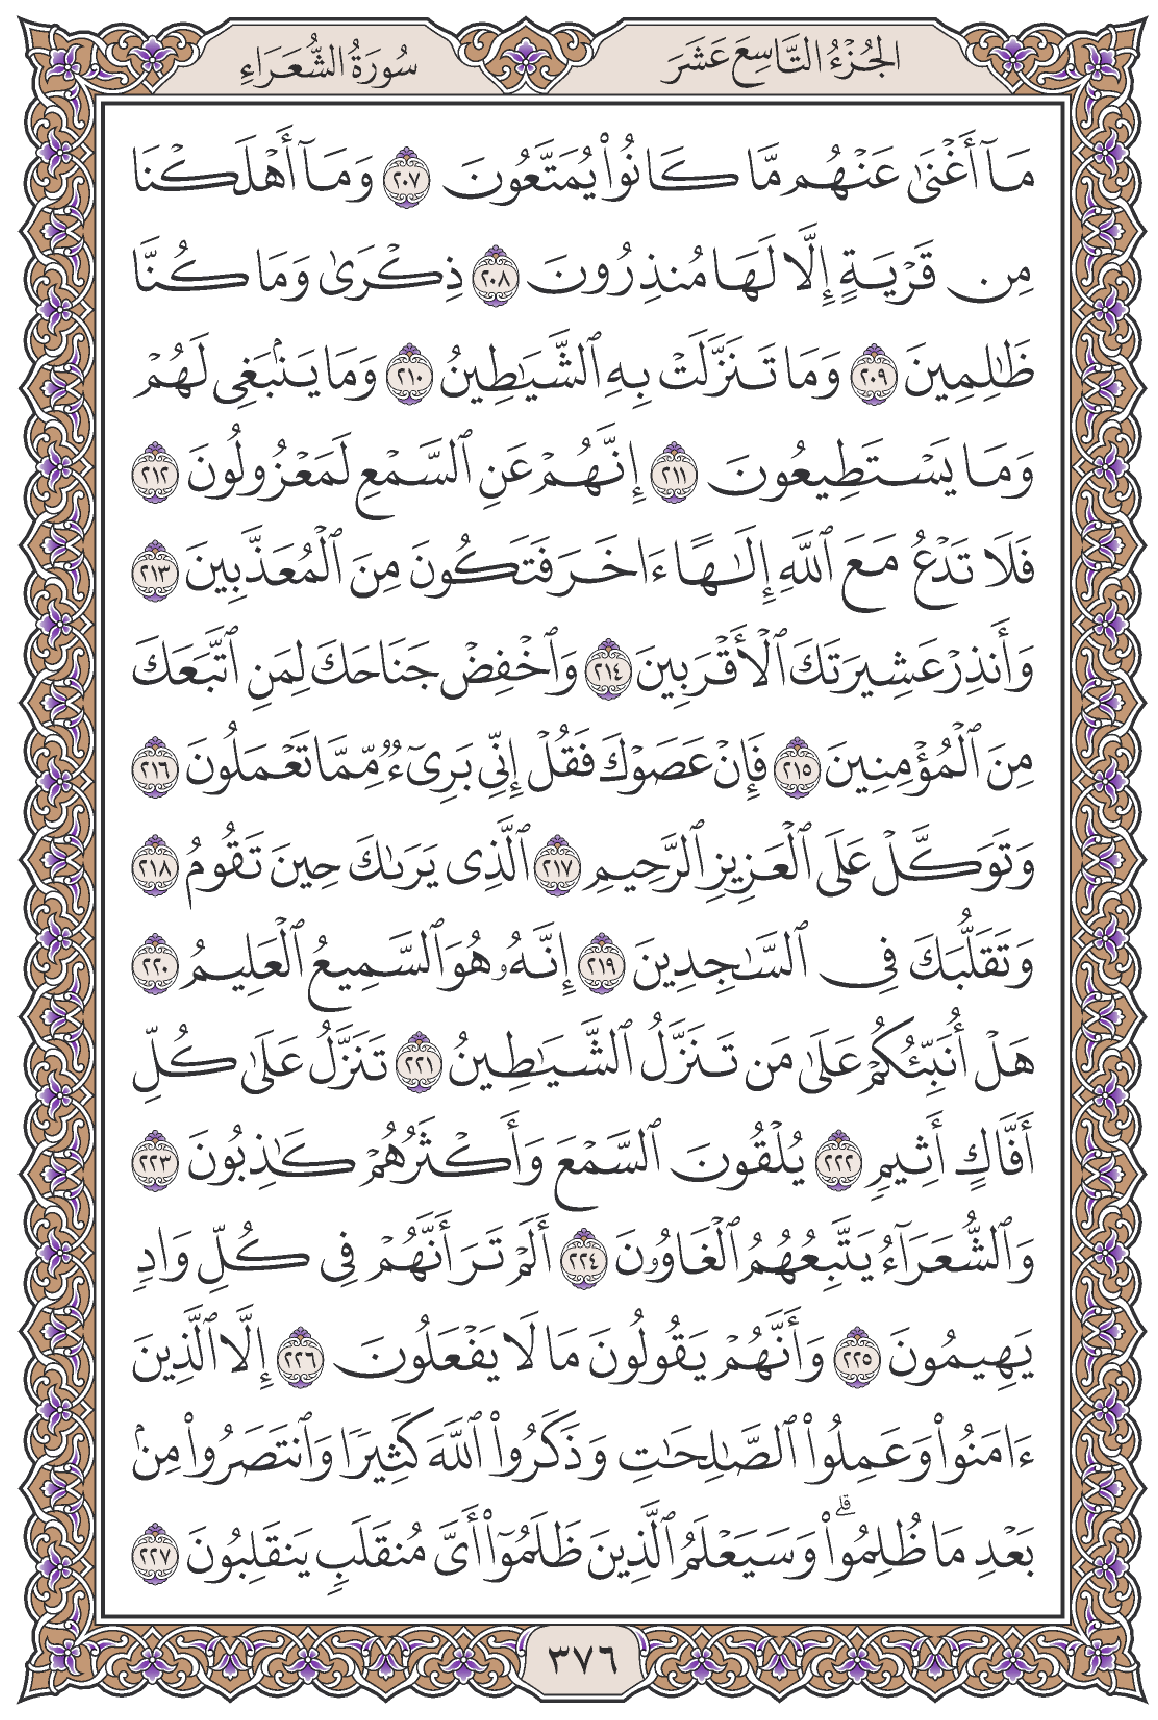 الجُزْءُ التَّاسِعَ عَشَرَ
سُورَةُ الشُّعَرَاءِ
مَآ أَغْنَىٰ عَنْهُم مَّا كَانُوا۟ يُمَتَّعُونَ ٢٠٧ وَمَآ أَهْلَكْنَا
مِن قَرْيَةٍ إِلَّا لَهَا مُنذِرُونَ ٢٠٨ ذِكْرَىٰ وَمَا كُنَّا
ظَٰلِمِينَ ٢٠٩ وَمَا تَنَزَّلَتْ بِهِ ٱلشَّيَٰطِينُ ٢١٠ وَمَا يَنۢبَغِى لَهُمْ
وَمَا يَسْتَطِيعُونَ ٢١١ إِنَّهُمْ عَنِ ٱلسَّمْعِ لَمَعْزُولُونَ ٢١٢
فَلَا تَدْعُ مَعَ ٱللَّهِ إِلَٰهًا ءَاخَرَ فَتَكُونَ مِنَ ٱلْمُعَذَّبِينَ ٢١٣
وَأَنذِرْ عَشِيرَتَكَ ٱلْأَقْرَبِينَ ٢١٤ وَٱخْفِضْ جَنَاحَكَ لِمَنِ ٱتَّبَعَكَ
مِنَ ٱلْمُؤْمِنِينَ ٢١٥ فَإِنْ عَصَوْكَ فَقُلْ إِنِّى بَرِىٓءٌ مِّمَّا تَعْمَلُونَ ٢١٦
وَتَوَكَّلْ عَلَى ٱلْعَزِيزِ ٱلرَّحِيمِ ٢١٧ ٱلَّذِى يَرَىٰكَ حِينَ تَقُومُ ٢١٨
وَتَقَلُّبَكَ فِى ٱلسَّٰجِدِينَ ٢١٩ إِنَّهُۥ هُوَ ٱلسَّمِيعُ ٱلْعَلِيمُ ٢٢٠
هَلْ أُنَبِّئُكُمْ عَلَىٰ مَن تَنَزَّلُ ٱلشَّيَٰطِينُ ٢٢١ تَنَزَّلُ عَلَىٰ كُلِّ
أَفَّاكٍ أَثِيمٍ ٢٢٢ يُلْقُونَ ٱلسَّمْعَ وَأَكْثَرُهُمْ كَٰذِبُونَ ٢٢٣
وَٱلشُّعَرَآءُ يَتَّبِعُهُمُ ٱلْغَاوُۥنَ ٢٢٤ أَلَمْ تَرَ أَنَّهُمْ فِى كُلِّ وَادٍ
يَهِيمُونَ ٢٢٥ وَأَنَّهُمْ يَقُولُونَ مَا لَا يَفْعَلُونَ ٢٢٦ إِلَّا ٱلَّذِينَ
ءَامَنُوا۟ وَعَمِلُوا۟ ٱلصَّٰلِحَٰتِ وَذَكَرُوا۟ ٱللَّهَ كَثِيرًا وَٱنتَصَرُوا۟ مِنۢ
بَعْدِ مَا ظُلِمُوا۟ ۗ وَسَيَعْلَمُ ٱلَّذِينَ ظَلَمُوٓا۟ أَىَّ مُنقَلَبٍ يَنقَلِبُونَ ٢٢٧
٣٧٦